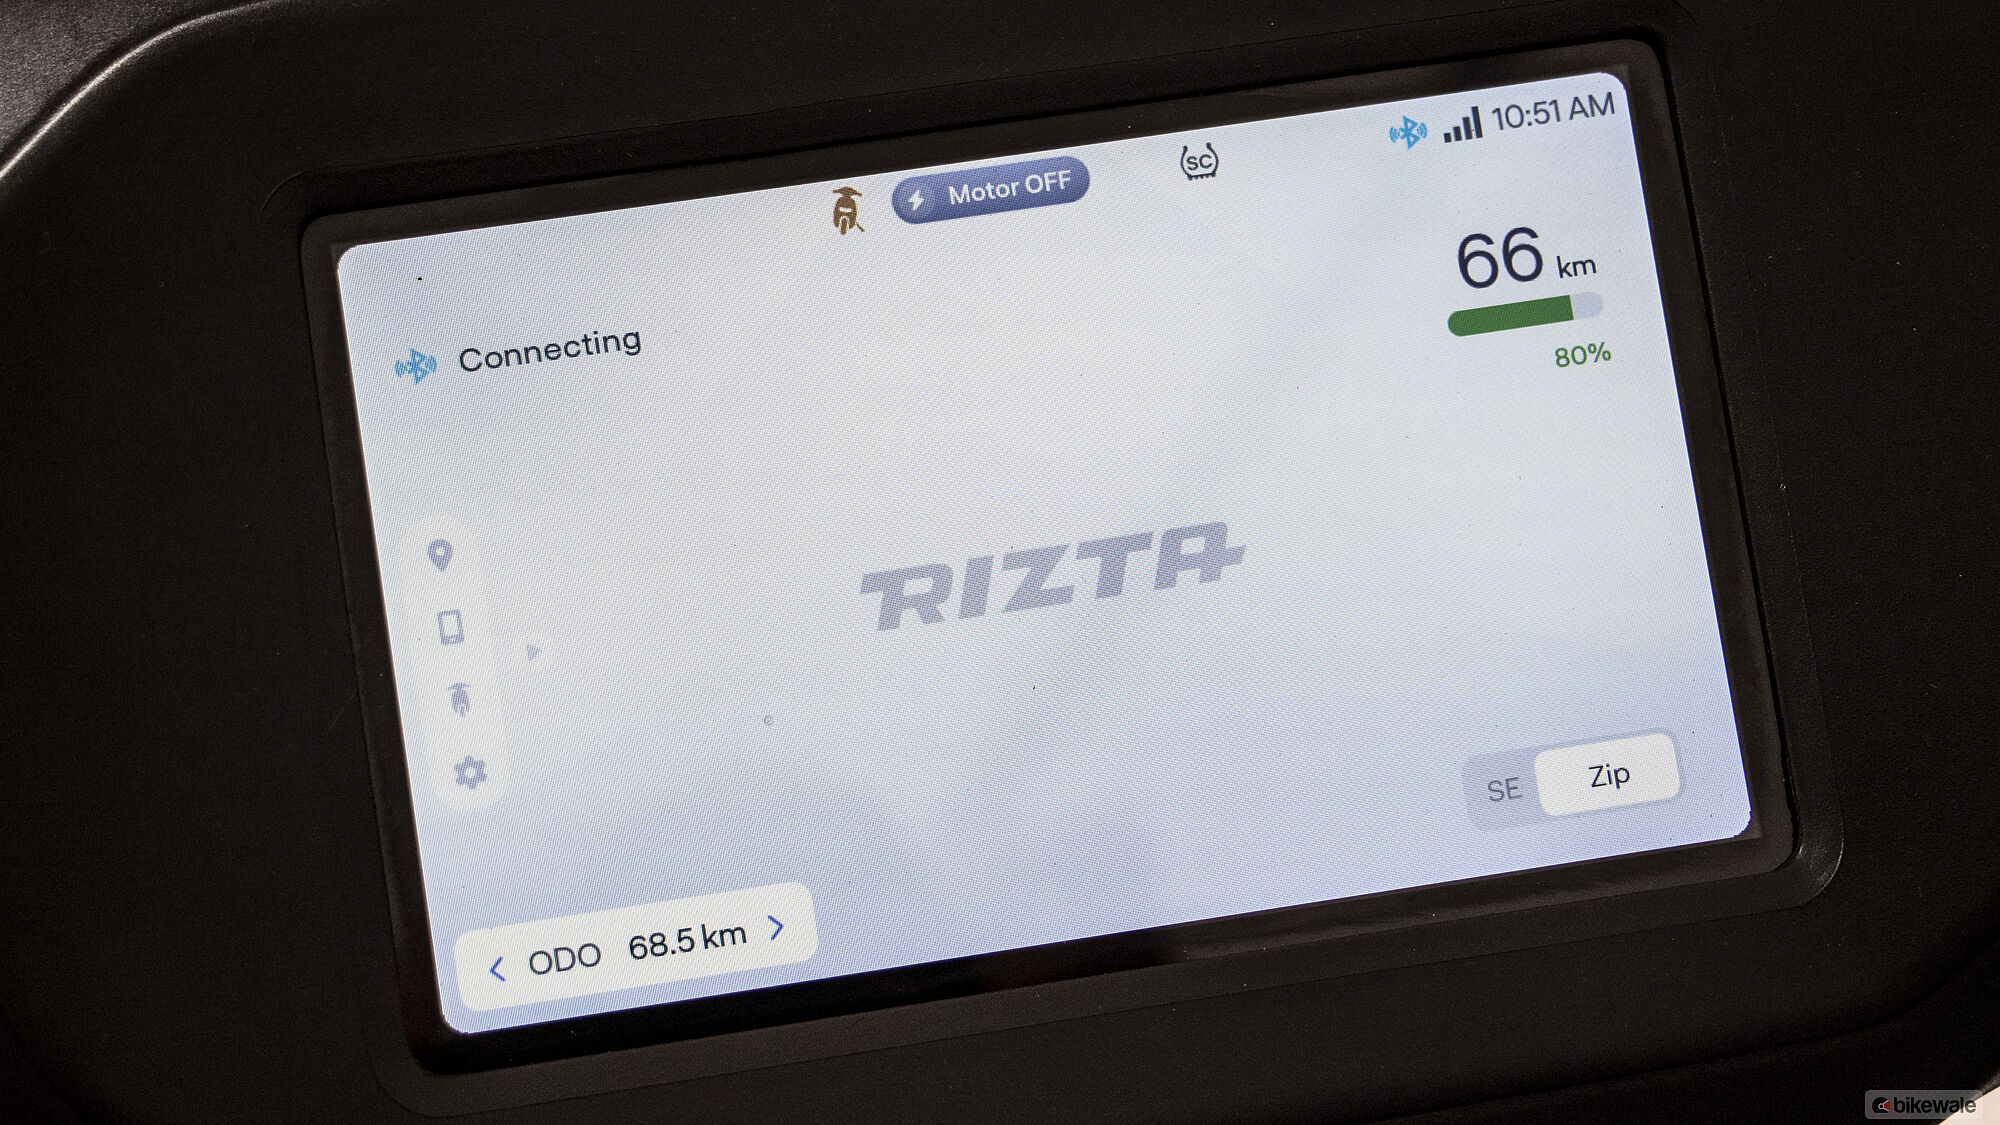 10:51 AM
SC
Motor OFF
66 km
80%
Connecting
RIZTA
SE Zip
ODO 68.5 km
bikewale